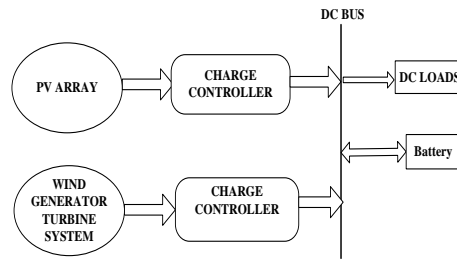 DC BUS
PV ARRAY
CHARGE
CONTROLLER
DC LOADS
Battery
WIND
GENERATOR
TURBINE
SYSTEM
CHARGE
CONTROLLER